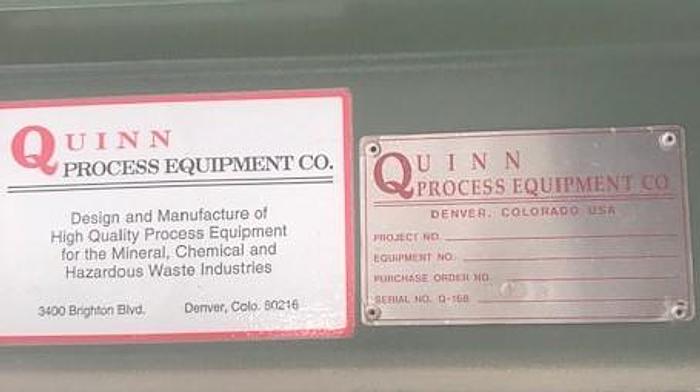 QUINN
PROCESS EQUIPMENT CO.
Design and Manufacture of
High Quality Process Equipment
for the Mineral, Chemical and
Hazardous Waste Industries
3400 Brighton Blvd. Denver, Colo. 80216
QUINN
PROCESS EQUIPMENT CO
DENVER, COLORADO USA
PROJECT NO.
EQUIPMENT NO.
PURCHASE ORDER NO.
SERIAL NO. Q-168